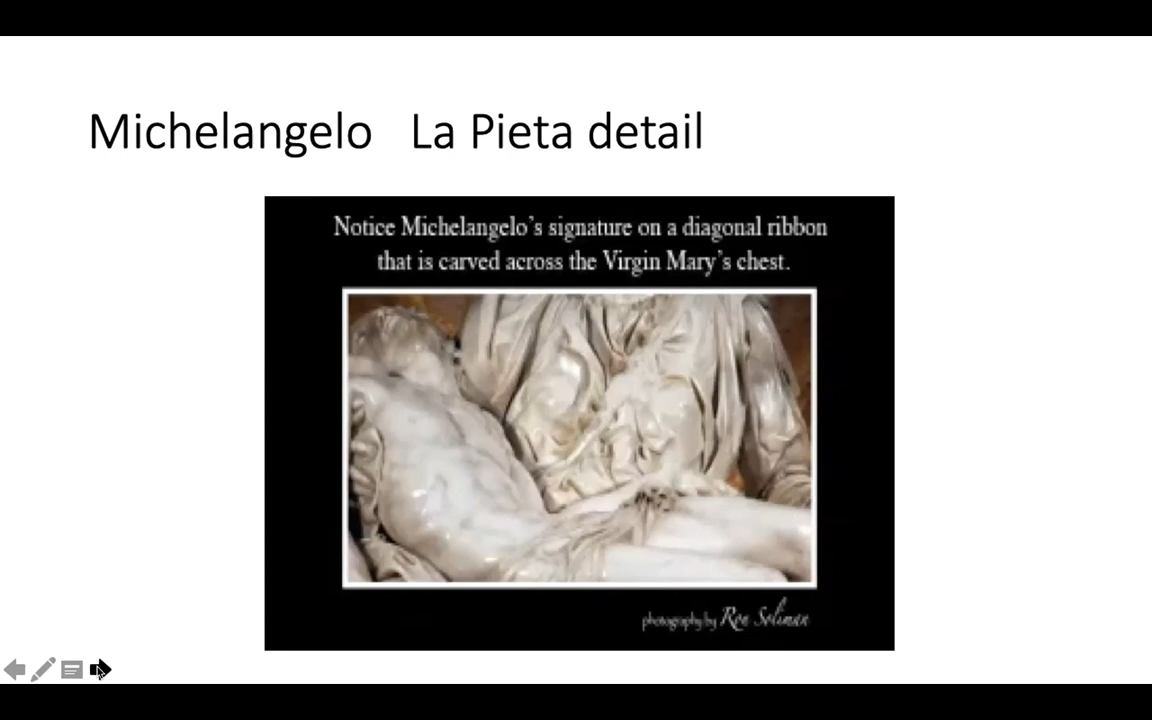 Michelangelo La Pieta detail
Notice Michelangelo's signature on a diagonal ribbon
that is carved across the Virgin Mary's chest.
photography by Ron Soliman